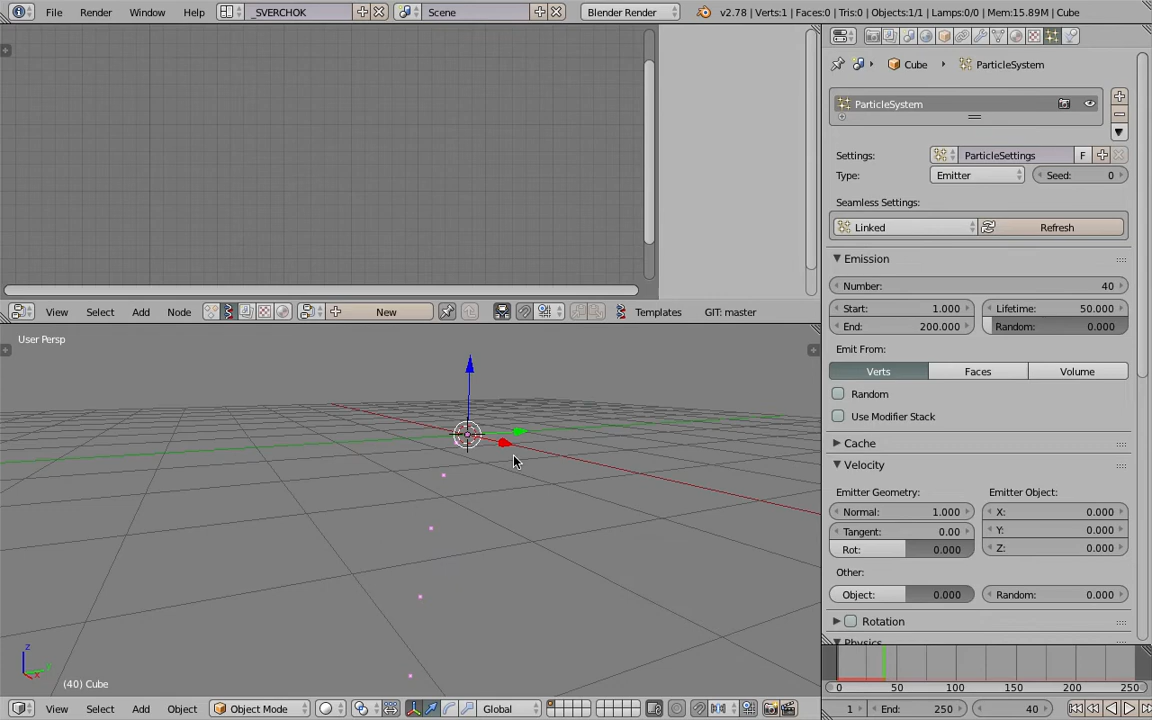 File Render Window Help _SVERCHOK Scene Blender Render v2.78 | Verts:1 | Faces:0 | Tris:0 | Objects:1/1 | Lamps:0/0 | Mem:15.89M | Cube
Cube ParticleSystem
ParticleSystem
Settings: ParticleSettings F
Type: Emitter Seed: 0
Seamless Settings:
Linked Refresh
Emission
Number: 40
Start: 1.000 Lifetime: 50.000
End: 200.000 Random: 0.000
Emit From:
Verts Faces Volume
Random
Use Modifier Stack
Cache
Velocity
Emitter Geometry: Emitter Object:
Normal: 1.000 X: 0.000
Tangent: 0.00 Y: 0.000
Rot: 0.000 Z: 0.000
Other:
Object: 0.000 Random: 0.000
Rotation
Physics
0 50 100 150 200 250
1 End: 250 40
View Select Add Node New Templates GIT: master
User Persp
z
y
x
(40) Cube
View Select Add Object Object Mode Global